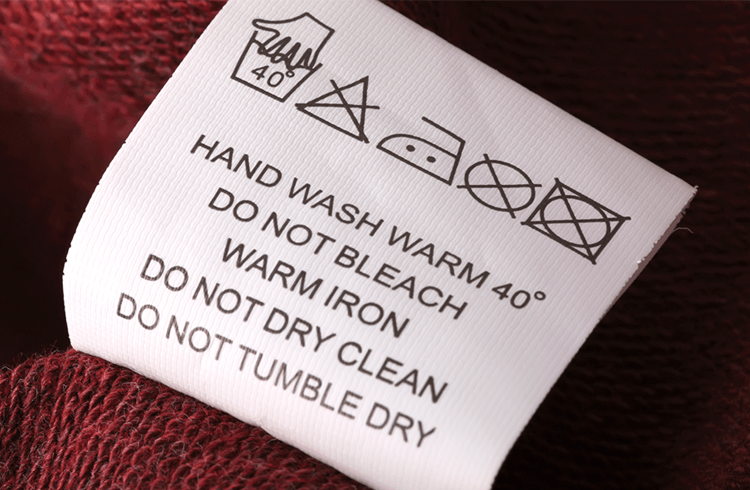 40°
HAND WASH WARM 40°
DO NOT BLEACH
WARM IRON
DO NOT DRY CLEAN
DO NOT TUMBLE DRY